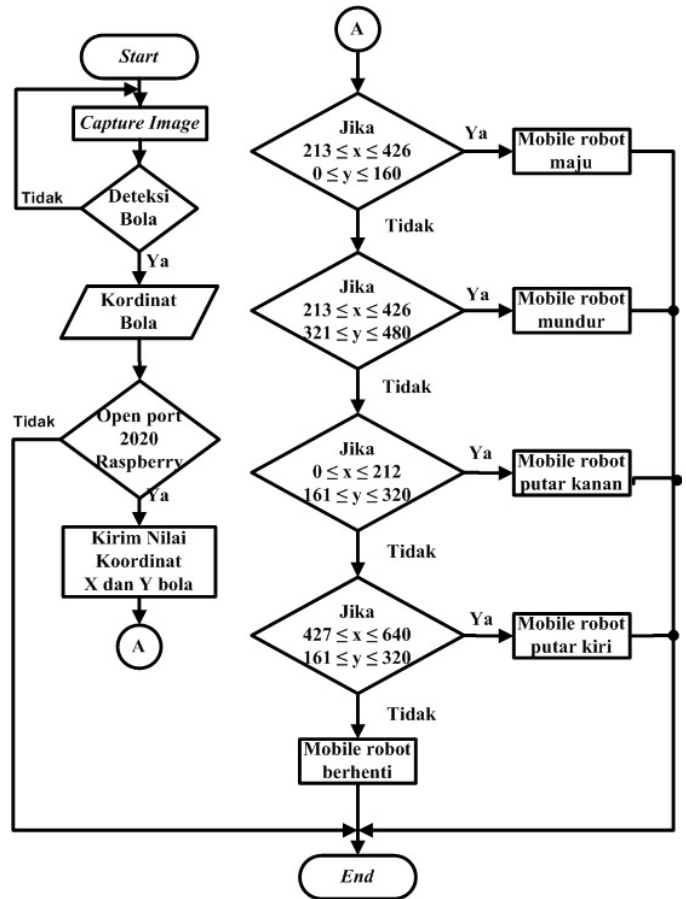 Start
Capture Image
Tidak
Deteksi
Bola
Ya
Kordinat
Bola
Tidak
Open port
2020
Raspberry
Ya
Kirim Nilai
Koordinat
X dan Y bola
A
A
Jika
213 ≤ x ≤ 426
0 ≤ y ≤ 160
Ya
Mobile robot
maju
Tidak
Jika
213 ≤ x ≤ 426
321 ≤ y ≤ 480
Ya
Mobile robot
mundur
Tidak
Jika
0 ≤ x ≤ 212
161 ≤ y ≤ 320
Ya
Mobile robot
putar kanan
Tidak
Jika
427 ≤ x ≤ 640
161 ≤ y ≤ 320
Ya
Mobile robot
putar kiri
Tidak
Mobile robot
berhenti
End